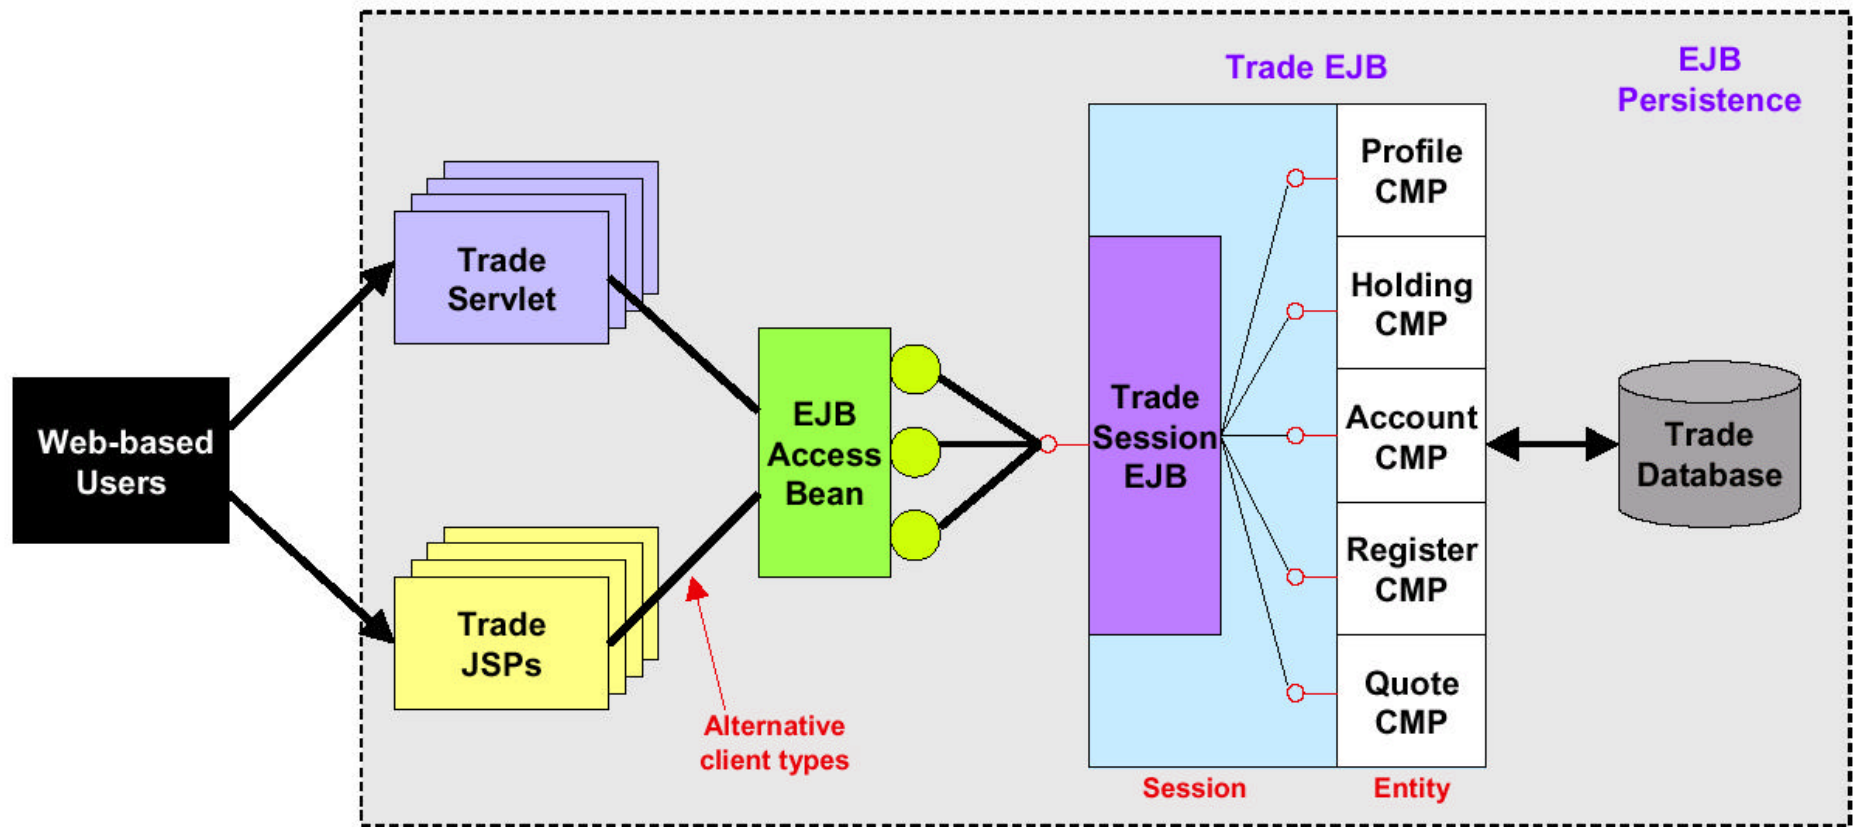 Trade EJB
EJB
Persistence
Web-based
Users
Trade
Servlet
Trade
JSPs
Alternative
client types
EJB
Access
Bean
Trade
Session
EJB
Profile
CMP
Holding
CMP
Account
CMP
Register
CMP
Quote
CMP
Session
Entity
Trade
Database